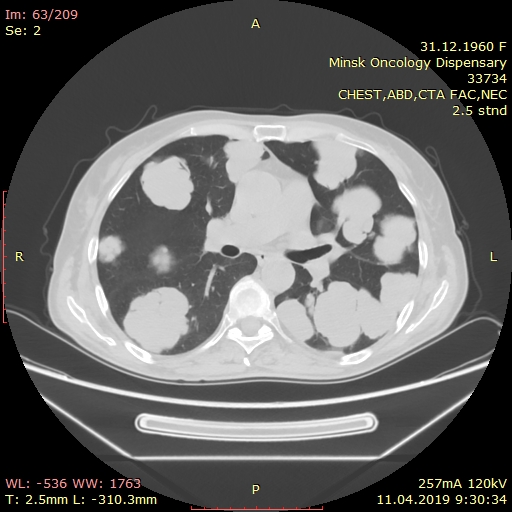 Im: 63/209
Se: 2
A
31.12.1960 F
Minsk Oncology Dispensary
33734
CHEST,ABD,CTA FAC,NEC
2.5 stnd
R
L
WL: -536 WW: 1763
T: 2.5mm L: -310.3mm
P
257mA 120kV
11.04.2019 9:30:34